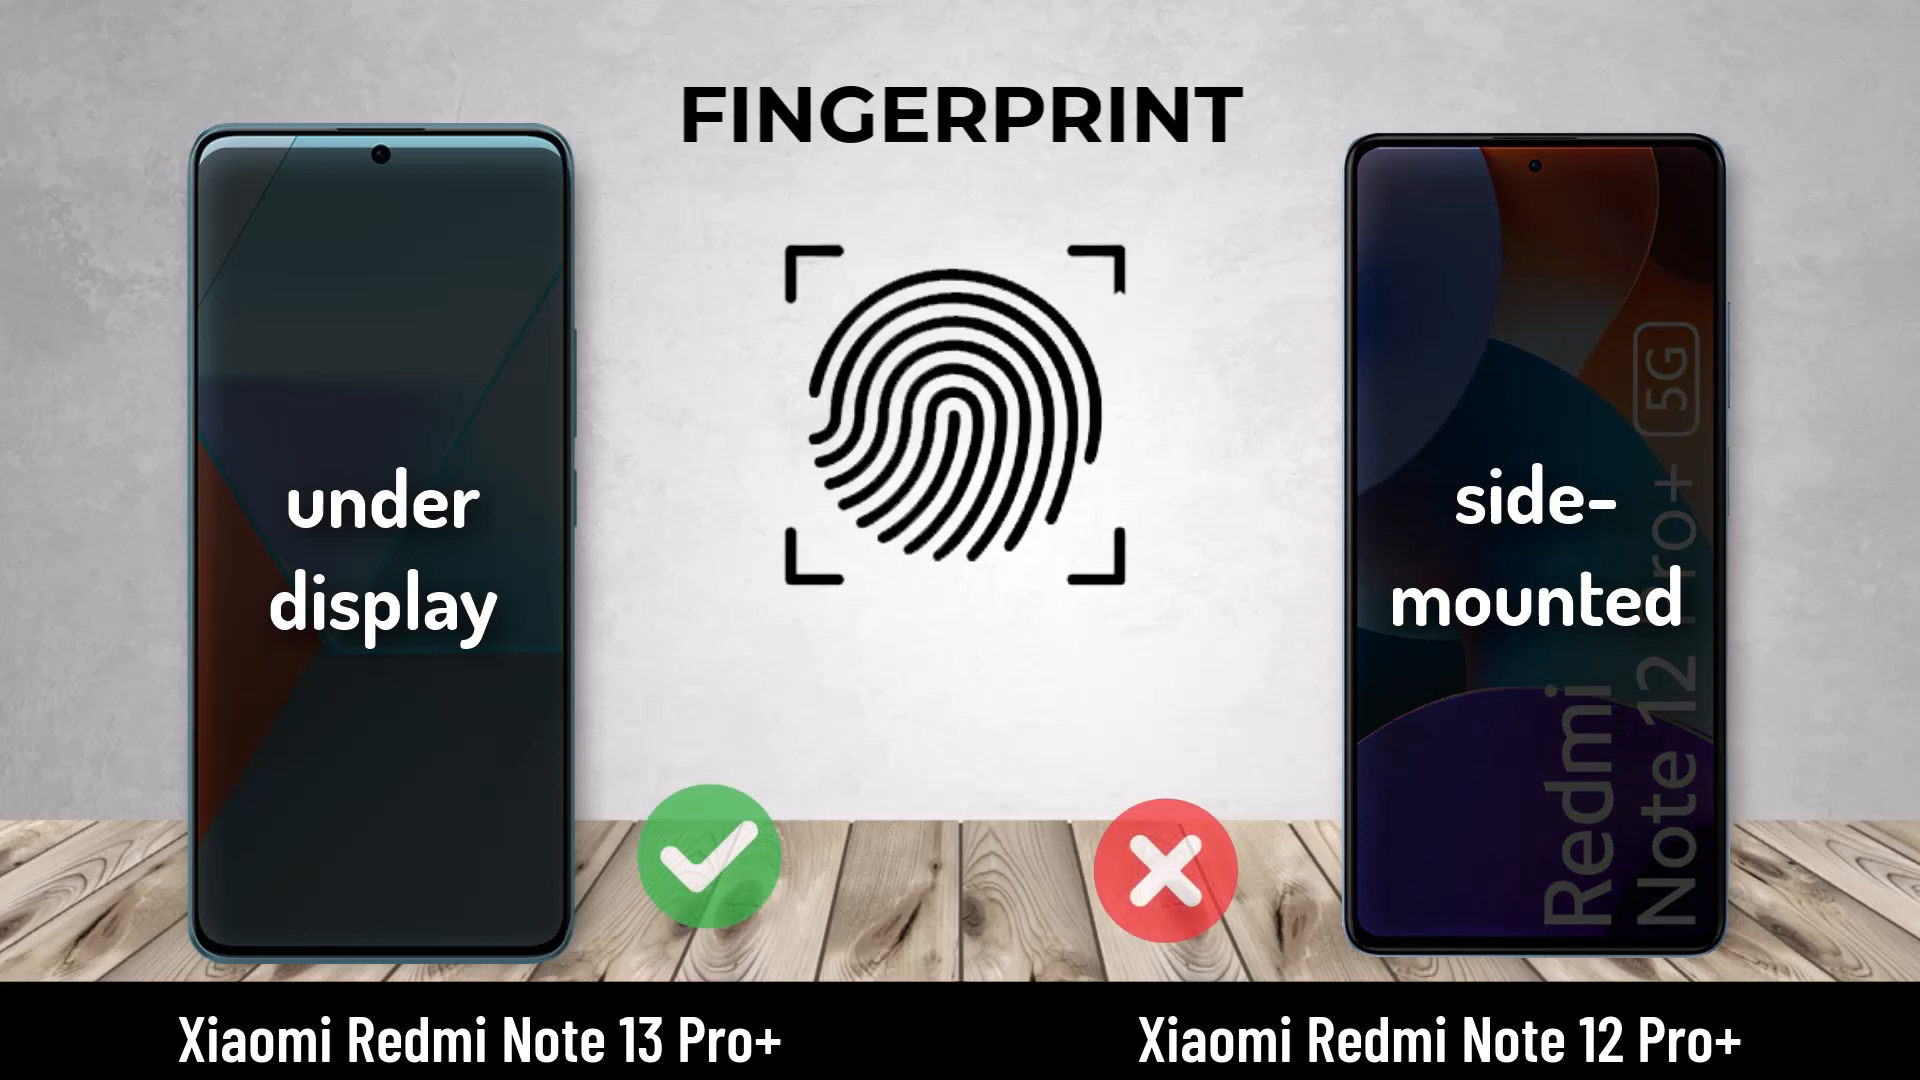 FINGERPRINT
under
display
side-
mounted
Redmi
Note 12 Pro+ 5G
Xiaomi Redmi Note 13 Pro+
Xiaomi Redmi Note 12 Pro+